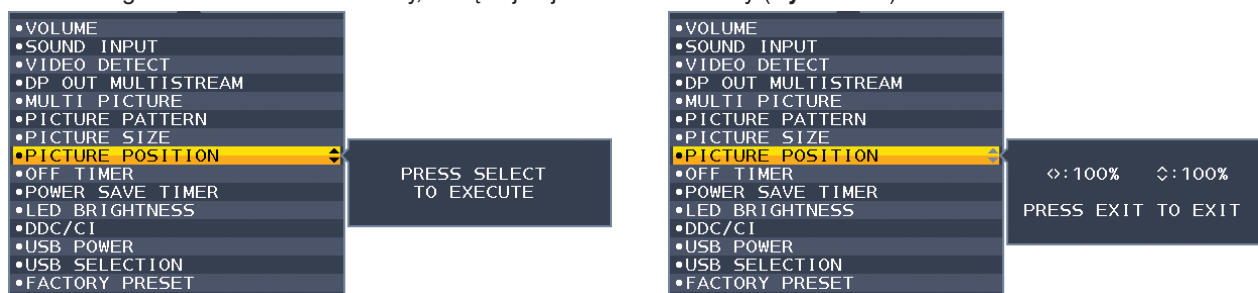 •VOLUME
•SOUND INPUT
•VIDEO DETECT
•DP OUT MULTISTREAM
•MULTI PICTURE
•PICTURE PATTERN
•PICTURE SIZE
•PICTURE POSITION
•OFF TIMER
•POWER SAVE TIMER
•LED BRIGHTNESS
•DDC/CI
•USB POWER
•USB SELECTION
•FACTORY PRESET
PRESS SELECT
TO EXECUTE
•VOLUME
•SOUND INPUT
•VIDEO DETECT
•DP OUT MULTISTREAM
•MULTI PICTURE
•PICTURE PATTERN
•PICTURE SIZE
•PICTURE POSITION
•OFF TIMER
•POWER SAVE TIMER
•LED BRIGHTNESS
•DDC/CI
•USB POWER
•USB SELECTION
•FACTORY PRESET
:100% :100%
PRESS EXIT TO EXIT